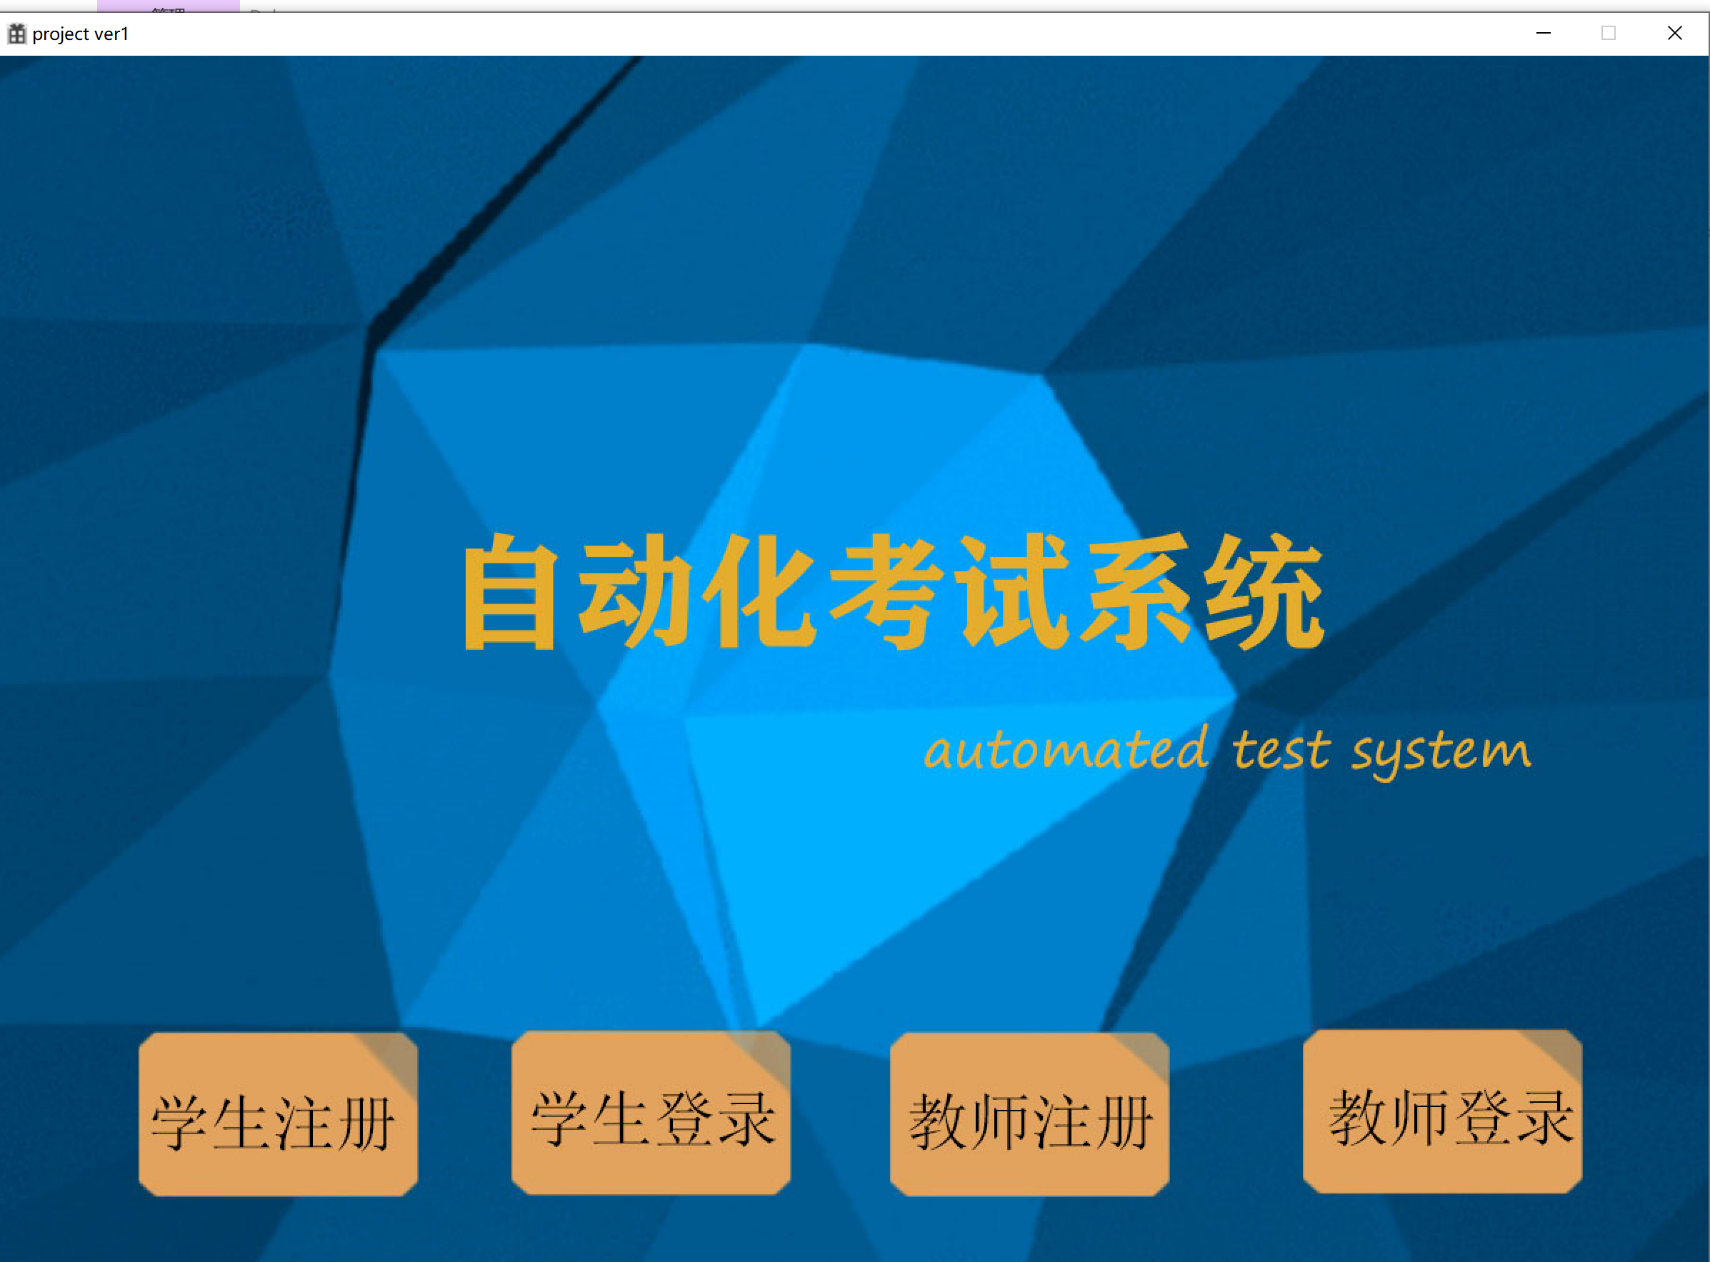 project ver1
自动化考试系统
automated test system
学生注册
学生登录
教师注册
教师登录